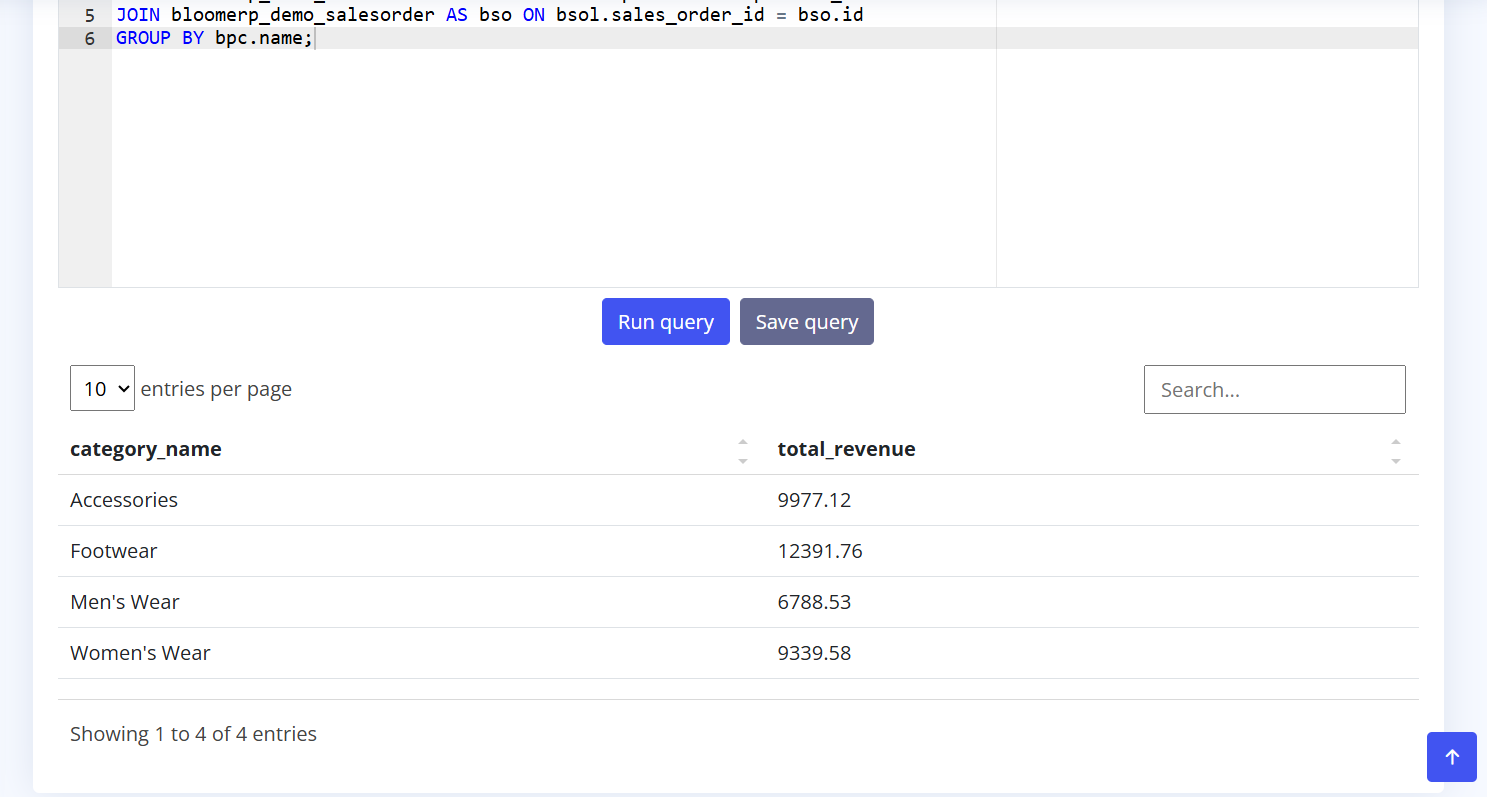 5 JOIN bloomerp_demo_salesorder AS bso ON bsol.sales_order_id = bso.id
6 GROUP BY bpc.name;
Run query Save query
10 entries per page Search...
category_name total_revenue
Accessories 9977.12
Footwear 12391.76
Men's Wear 6788.53
Women's Wear 9339.58
Showing 1 to 4 of 4 entries